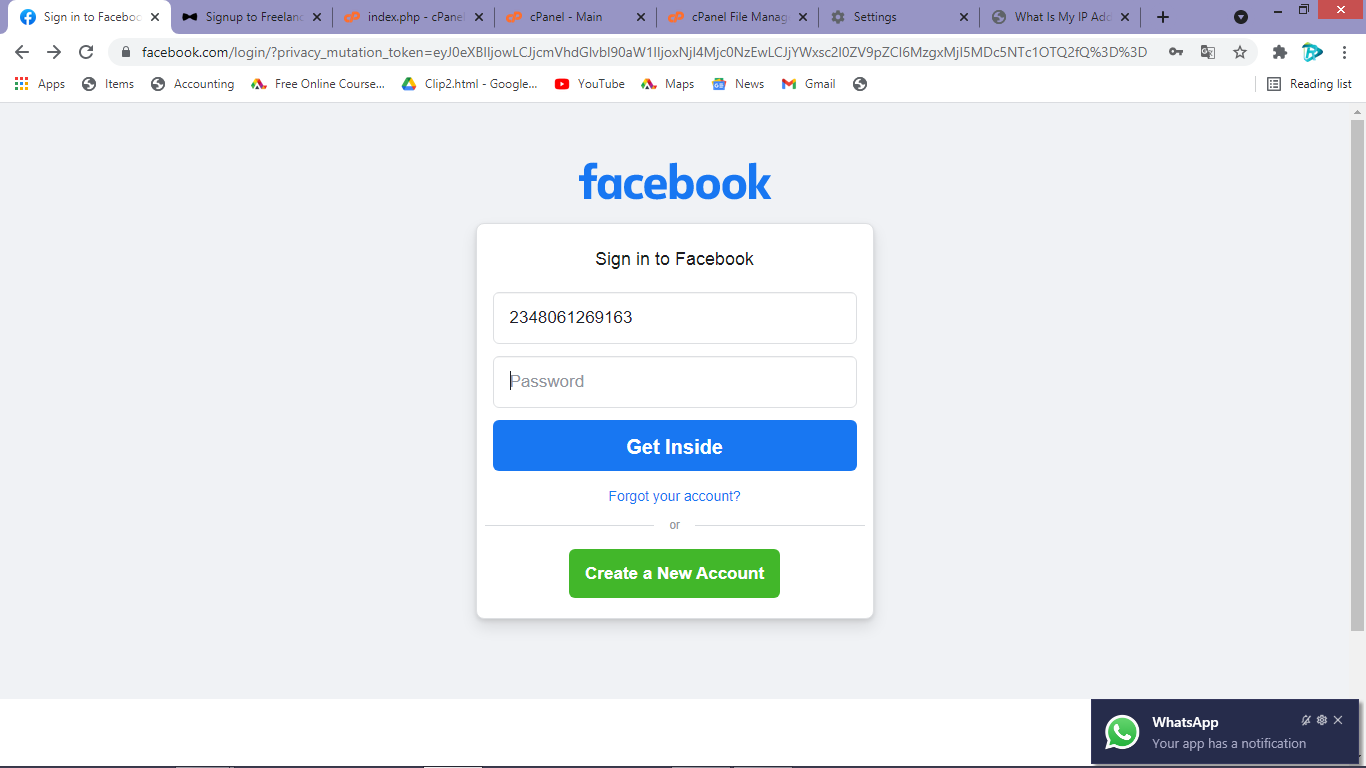 Sign in to Faceboo
Signup to Freelanc
index.php - cPanel
cPanel - Main
cPanel File Manag
Settings
What Is My IP Add
facebook.com/login/?privacy_mutation_token=eyJ0eXBlIjowLCJjcmVhdGlvbl90aW1lIjoxNjI4Mjc0NzEwLCJjYWxsc2l0ZV9pZCI6MzgxMjI5MDc5NTc1OTQ2fQ%3D%3D
Apps
Items
Accounting
Free Online Course...
Clip2.html - Google...
YouTube
Maps
News
Gmail
Reading list
facebook
Sign in to Facebook
2348061269163
Password
Get Inside
Forgot your account?
or
Create a New Account
WhatsApp
Your app has a notification